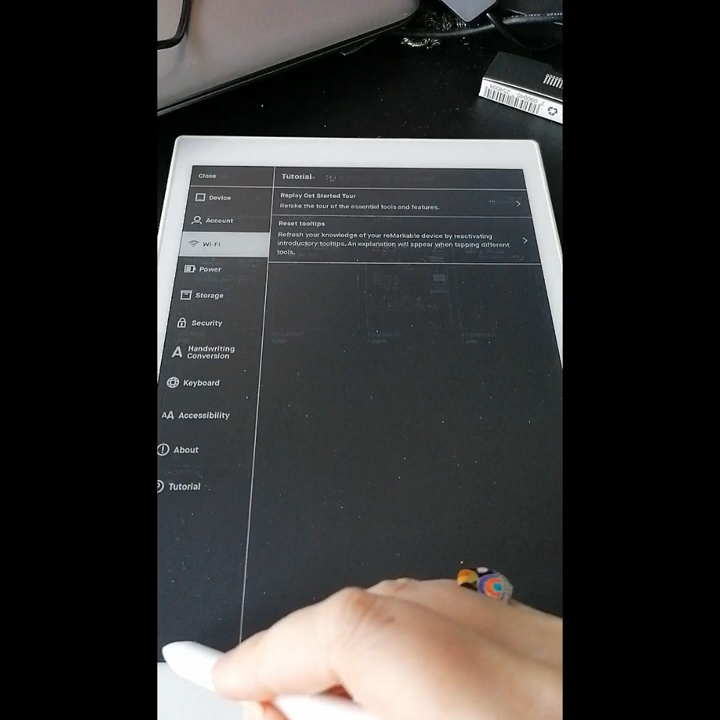 Close
Tutorial
Device
Account
Wi-Fi
Power
Storage
Security
Handwriting
Conversion
Keyboard
Accessibility
About
Tutorial
Replay Get Started Tour
Retake the tour of the essential tools and features.
Reset tooltips
Refresh your knowledge of your reMarkable device by reactivating
introductory tooltips. An explanation will appear when tapping different
tools.